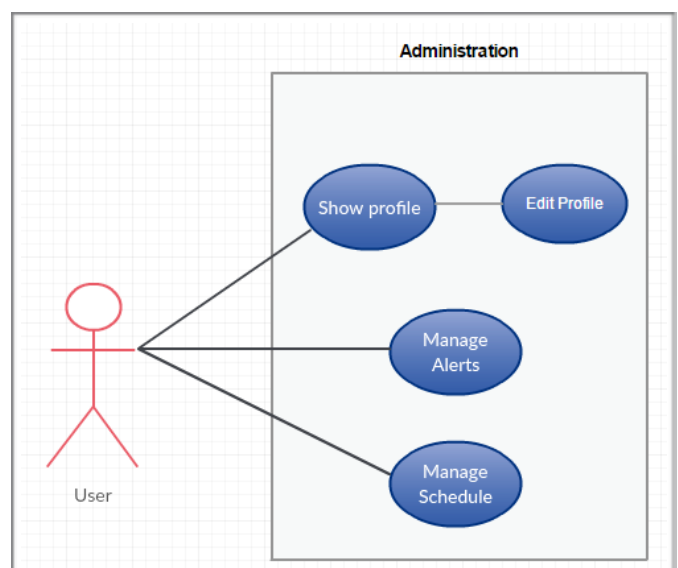 Administration
Show profile
Edit Profile
Manage
Alerts
Manage
Schedule
User